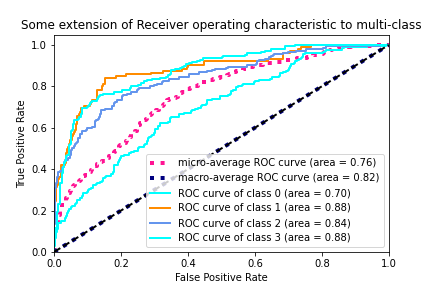 Some extension of Receiver operating characteristic to multi-class
1.0
0.8
0.6
0.4
0.2
0.0
True Positive Rate
micro-average ROC curve (area = 0.76)
macro-average ROC curve (area = 0.82)
ROC curve of class 0 (area = 0.70)
ROC curve of class 1 (area = 0.88)
ROC curve of class 2 (area = 0.84)
ROC curve of class 3 (area = 0.88)
0.0 0.2 0.4 0.6 0.8 1.0
False Positive Rate